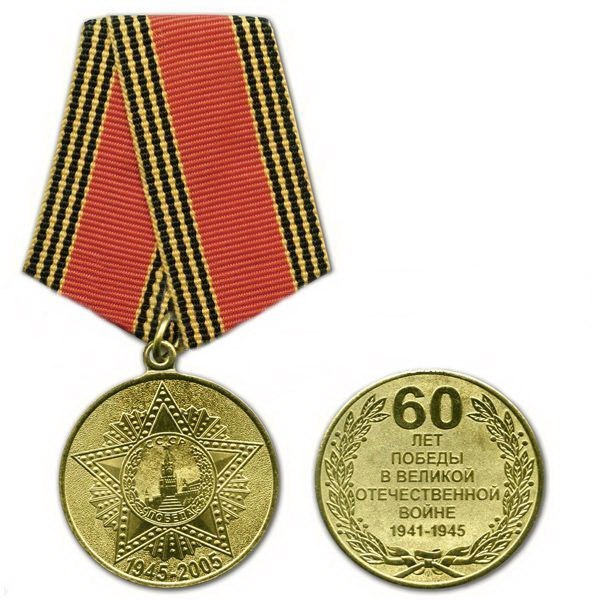 СССР
ПОБЕДА
1945-2005
60
ЛЕТ
ПОБЕДЫ
В ВЕЛИКОЙ
ОТЕЧЕСТВЕННОЙ
ВОЙНЕ
1941-1945